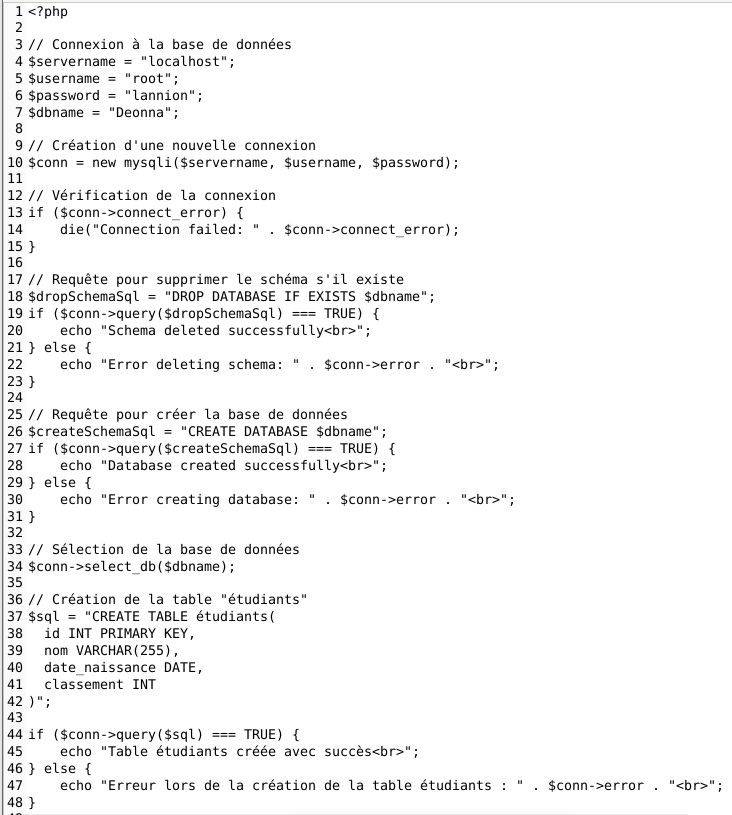 1 <?php
2
3 // Connexion à la base de données
4 $servername = "localhost";
5 $username = "root";
6 $password = "lannion";
7 $dbname = "Deonna";
8
9 // Création d'une nouvelle connexion
10 $conn = new mysqli($servername, $username, $password);
11
12 // Vérification de la connexion
13 if ($conn->connect_error) {
14     die("Connection failed: " . $conn->connect_error);
15 }
16
17 // Requête pour supprimer le schéma s'il existe
18 $dropSchemaSql = "DROP DATABASE IF EXISTS $dbname";
19 if ($conn->query($dropSchemaSql) === TRUE) {
20     echo "Schema deleted successfully<br>";
21 } else {
22     echo "Error deleting schema: " . $conn->error . "<br>";
23 }
24
25 // Requête pour créer la base de données
26 $createSchemaSql = "CREATE DATABASE $dbname";
27 if ($conn->query($createSchemaSql) === TRUE) {
28     echo "Database created successfully<br>";
29 } else {
30     echo "Error creating database: " . $conn->error . "<br>";
31 }
32
33 // Sélection de la base de données
34 $conn->select_db($dbname);
35
36 // Création de la table "étudiants"
37 $sql = "CREATE TABLE étudiants(
38   id INT PRIMARY KEY,
39   nom VARCHAR(255),
40   date_naissance DATE,
41   classement INT
42 )";
43
44 if ($conn->query($sql) === TRUE) {
45     echo "Table étudiants créée avec succès<br>";
46 } else {
47     echo "Erreur lors de la création de la table étudiants : " . $conn->error . "<br>";
48 }